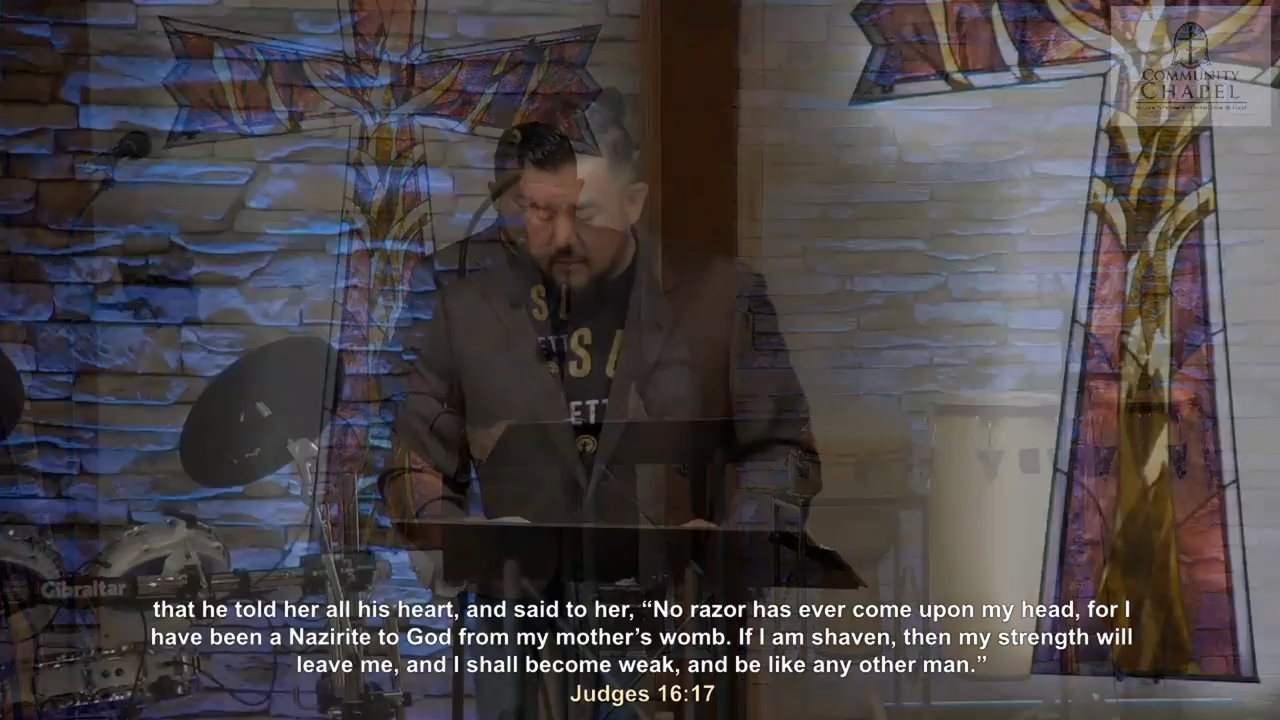 COMMUNITY
CHAPEL
Gibraltar
that he told her all his heart, and said to her, “No razor has ever come upon my head, for I
have been a Nazirite to God from my mother’s womb. If I am shaven, then my strength will
leave me, and I shall become weak, and be like any other man.”
Judges 16:17